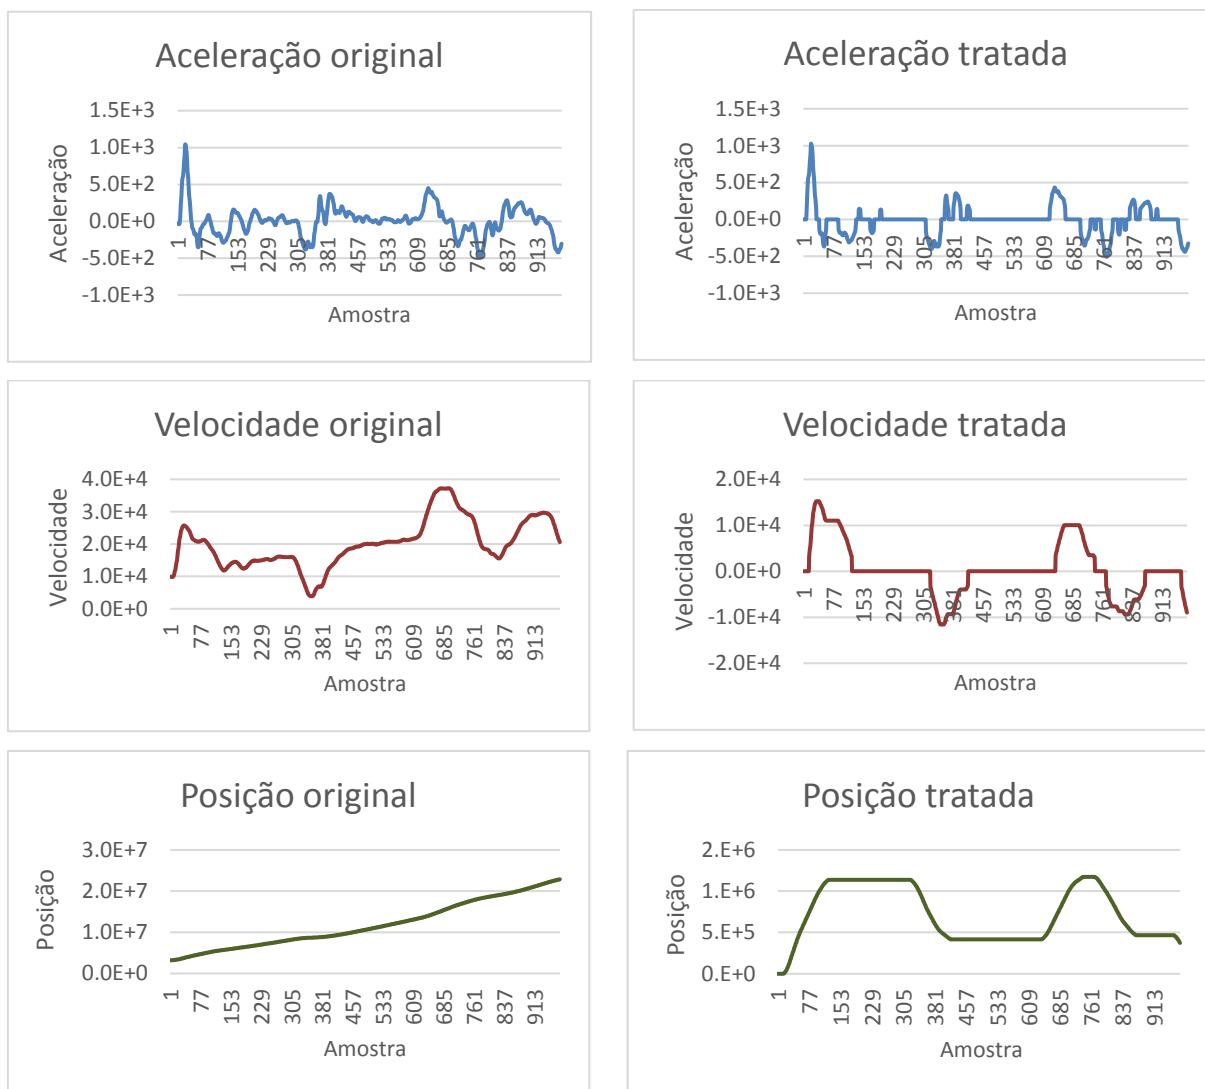 Aceleração original
1.5E+3
1.0E+3
5.0E+2
0.0E+0
-5.0E+2
-1.0E+3
Aceleração
1 77 153 229 305 381 457 533 609 685 761 837 913
Amostra
Aceleração tratada
1.5E+3
1.0E+3
5.0E+2
0.0E+0
-5.0E+2
-1.0E+3
Aceleração
1 77 153 229 305 381 457 533 609 685 761 837 913
Amostra
Velocidade original
4.0E+4
3.0E+4
2.0E+4
1.0E+4
0.0E+0
Velocidade
1 77 153 229 305 381 457 533 609 685 761 837 913
Amostra
Velocidade tratada
2.0E+4
1.0E+4
0.0E+0
-1.0E+4
-2.0E+4
Velocidade
1 77 153 229 305 381 457 533 609 685 761 837 913
Amostra
Posição original
3.0E+7
2.0E+7
1.0E+7
0.0E+0
Posição
1 77 153 229 305 381 457 533 609 685 761 837 913
Amostra
Posição tratada
2.E+6
1.E+6
5.E+5
0.E+0
Posição
1 77 153 229 305 381 457 533 609 685 761 837 913
Amostra